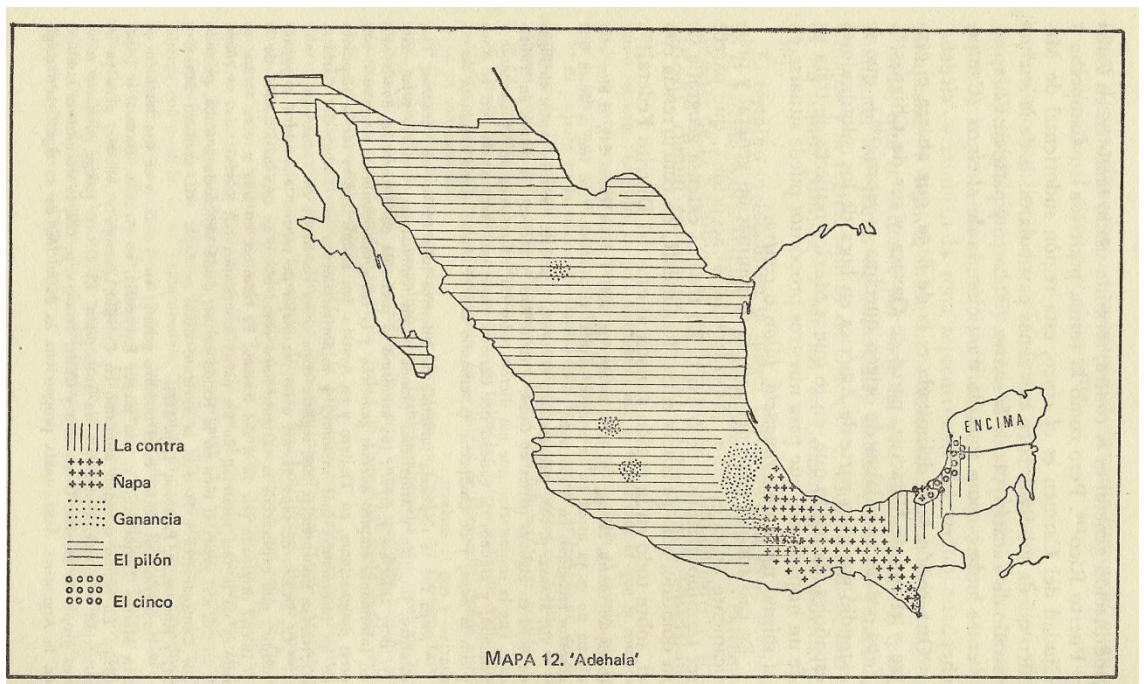 ENCIMA
La contra
Ñapa
Ganancia
El pilón
El cinco
MAPA 12. 'Adehala'